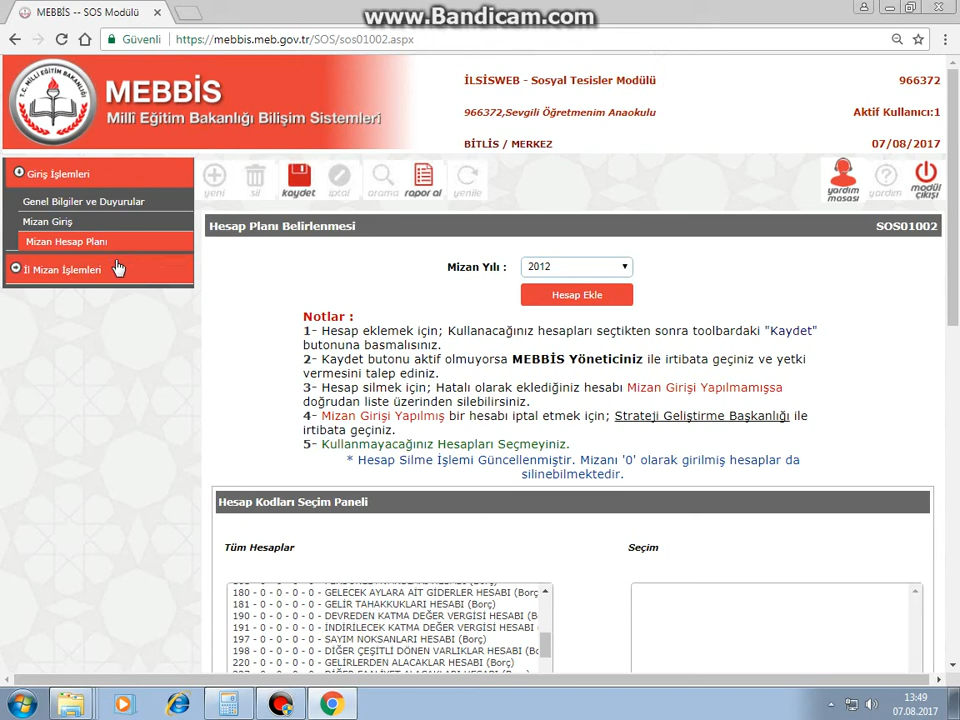 MEBBİS -- SOS Modülü
www.Bandicam.com
Güvenli
https://mebbis.meb.gov.tr/SOS/sos01002.aspx
T.C. MİLLÎ EĞİTİM BAKANLIĞI
MEBBİS
Millî Eğitim Bakanlığı Bilişim Sistemleri
İLSİSWEB - Sosyal Tesisler Modülü
966372
966372,Sevgili Öğretmenim Anaokulu
Aktif Kullanıcı:1
BİTLİS / MERKEZ
07/08/2017
Giriş İşlemleri
Genel Bilgiler ve Duyurular
Mizan Giriş
Mizan Hesap Planı
İl Mizan İşlemleri
yeni
sil
kaydet
iptal
arama
rapor al
yenile
yardım masası
yardım
modül çıkışı
Hesap Planı Belirlenmesi
SOS01002
Mizan Yılı :
2012
Hesap Ekle
Notlar :
1- Hesap eklemek için; Kullanacağınız hesapları seçtikten sonra toolbardaki "Kaydet"
butonuna basmalısınız.
2- Kaydet butonu aktif olmuyorsa MEBBİS Yöneticiniz ile irtibata geçiniz ve yetki
vermesini talep ediniz.
3- Hesap silmek için; Hatalı olarak eklediğiniz hesabı Mizan Girişi Yapılmamışsa
doğrudan liste üzerinden silebilirsiniz.
4- Mizan Girişi Yapılmış bir hesabı iptal etmek için; Strateji Geliştirme Başkanlığı ile
irtibata geçiniz.
5- Kullanmayacağınız Hesapları Seçmeyiniz.
* Hesap Silme İşlemi Güncellenmiştir. Mizanı '0' olarak girilmiş hesaplar da
silinebilmektedir.
Hesap Kodları Seçim Paneli
Tüm Hesaplar
Seçim
180 - 0 - 0 - 0 - 0 - GELECEK AYLARA AİT GİDERLER HESABI (Borç)
181 - 0 - 0 - 0 - 0 - GELİR TAHAKKUKLARI HESABI (Borç)
190 - 0 - 0 - 0 - 0 - DEVREDEN KATMA DEĞER VERGİSİ HESABI (B
191 - 0 - 0 - 0 - 0 - İNDİRİLECEK KATMA DEĞER VERGİSİ HESABI (
197 - 0 - 0 - 0 - 0 - SAYIM NOKSANLARI HESABI (Borç)
198 - 0 - 0 - 0 - 0 - DİĞER ÇEŞİTLİ DÖNEN VARLIKLAR HESABI (Bo
220 - 0 - 0 - 0 - 0 - GELİRLERDEN ALACAKLAR HESABI (Borç)
13:49
07.08.2017